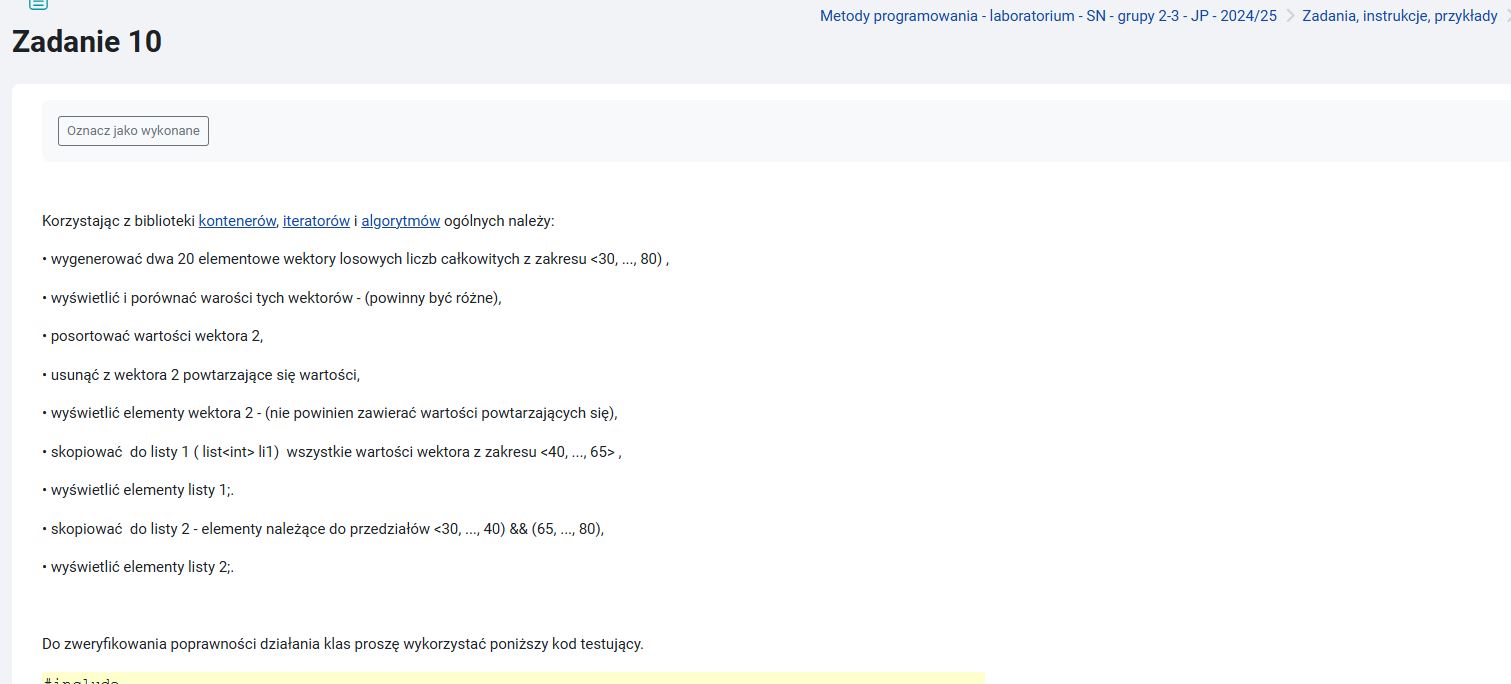 Metody programowania - laboratorium - SN - grupy 2-3 - JP - 2024/25 > Zadania, instrukcje, przykłady
Zadanie 10
Oznacz jako wykonane
Korzystając z biblioteki kontenerów, iteratorów i algorytmów ogólnych należy:
• wygenerować dwa 20 elementowe wektory losowych liczb całkowitych z zakresu <30, ..., 80) ,
• wyświetlić i porównać warości tych wektorów - (powinny być różne),
• posortować wartości wektora 2,
• usunąć z wektora 2 powtarzające się wartości,
• wyświetlić elementy wektora 2 - (nie powinien zawierać wartości powtarzających się),
• skopiować do listy 1 ( list<int> li1) wszystkie wartości wektora z zakresu <40, ..., 65> ,
• wyświetlić elementy listy 1;.
• skopiować do listy 2 - elementy należące do przedziałów <30, ..., 40) && (65, ..., 80),
• wyświetlić elementy listy 2;.
Do zweryfikowania poprawności działania klas proszę wykorzystać poniższy kod testujący.
#include